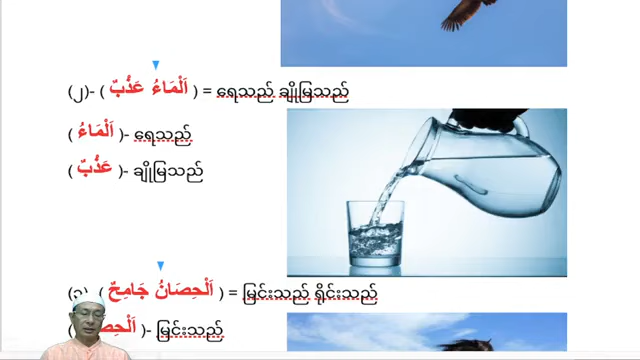 (၂)- ( اَلْمَاءُ عَذْبٌ ) = ရေသည် ချိုမြသည်
( اَلْمَاءُ )- ရေသည်
( عَذْبٌ )- ချိုမြသည်
(၃)- ( اَلْحِصَانُ جَامِحٌ ) = မြင်းသည် ရိုင်းသည်
( )- မြင်းသည်